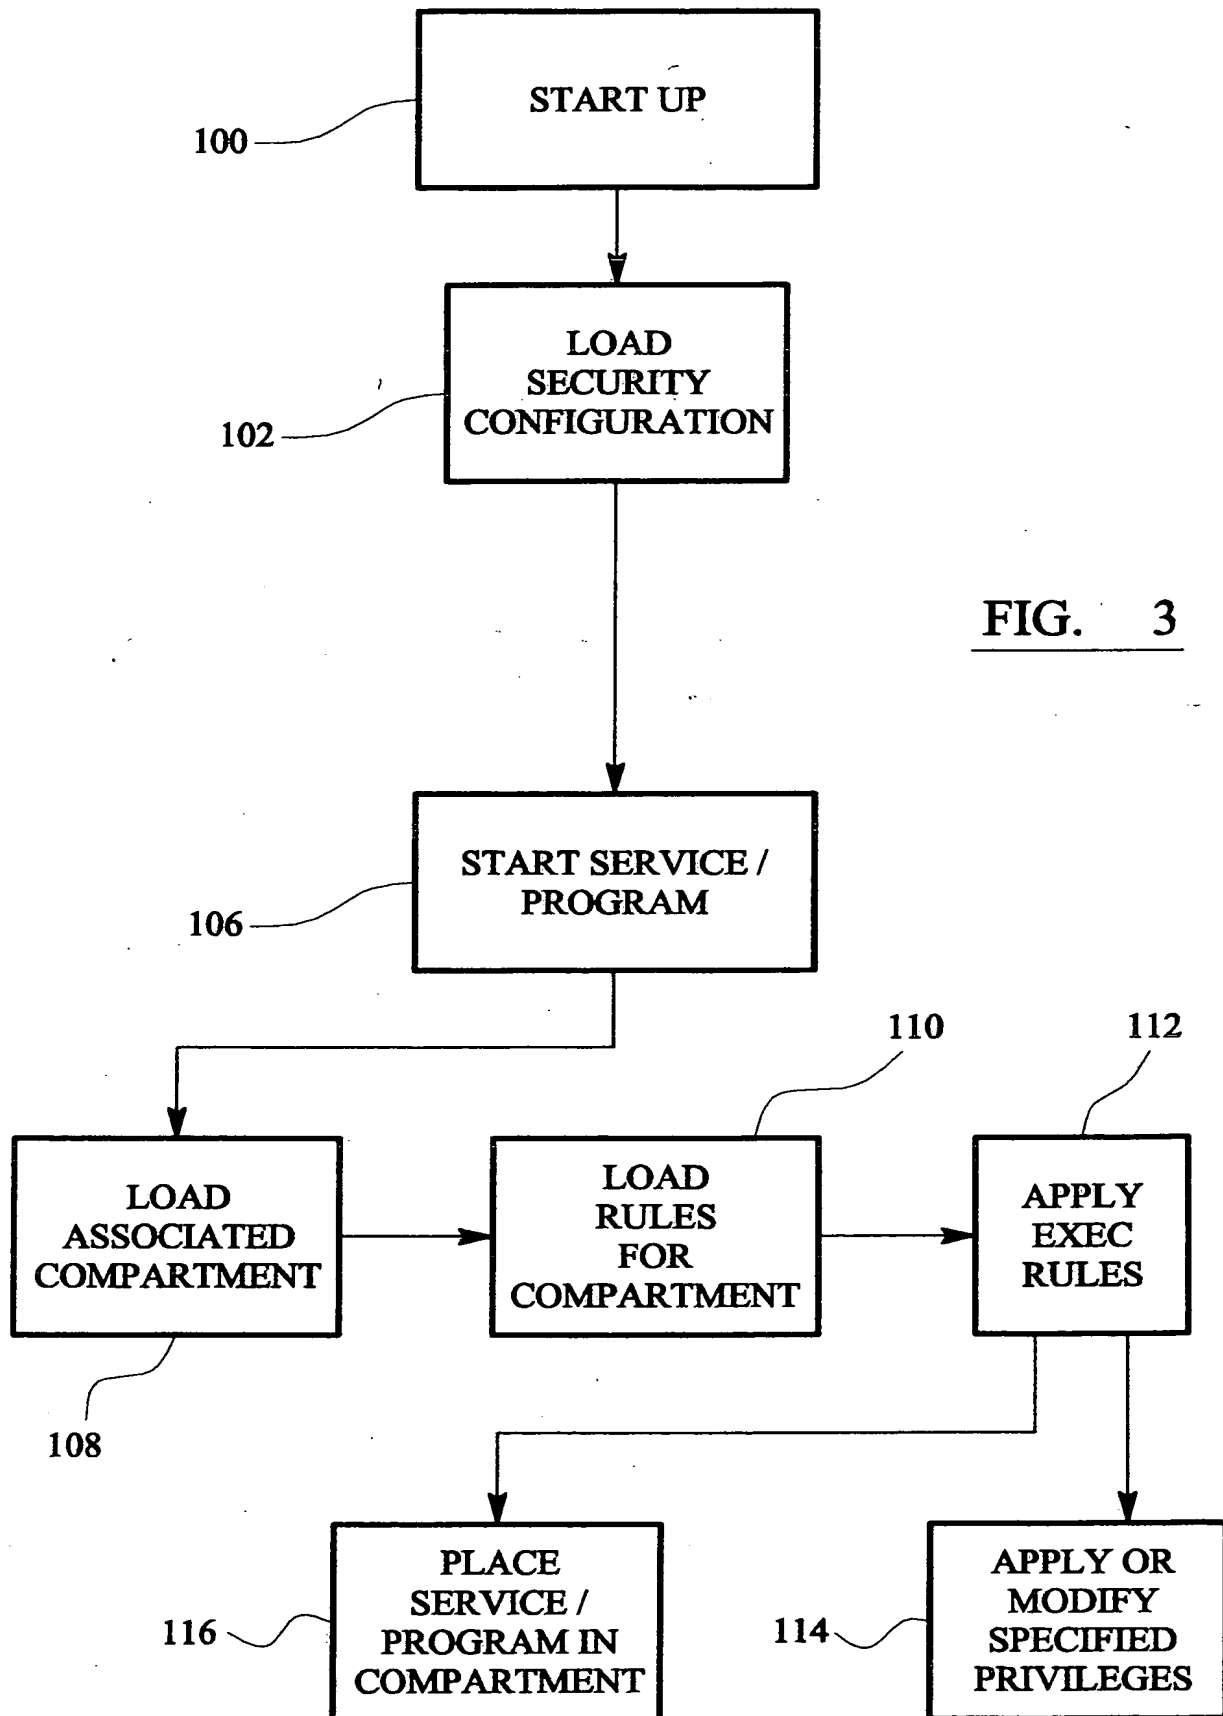 START UP
100
LOAD
SECURITY
CONFIGURATION
102
FIG. 3
START SERVICE /
PROGRAM
106
110
112
LOAD
ASSOCIATED
COMPARTMENT
LOAD
RULES
FOR
COMPARTMENT
APPLY
EXEC
RULES
108
PLACE
SERVICE /
PROGRAM IN
COMPARTMENT
116
APPLY OR
MODIFY
SPECIFIED
PRIVILEGES
114